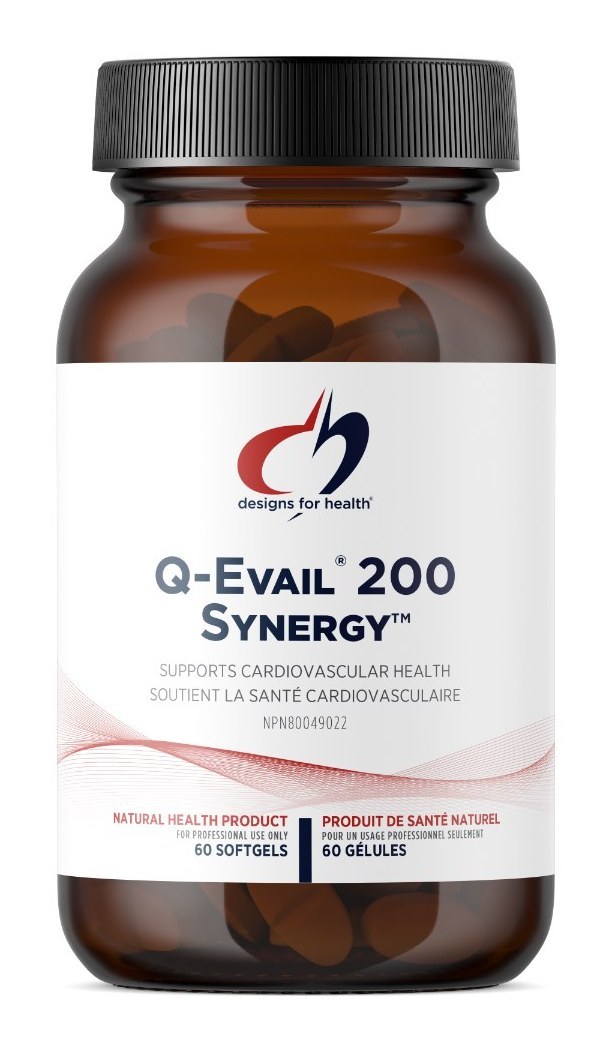 designs for health®
Q-EVAIL® 200
SYNERGY™
SUPPORTS CARDIOVASCULAR HEALTH
SOUTIENT LA SANTÉ CARDIOVASCULAIRE
NPN80049022
NATURAL HEALTH PRODUCT
FOR PROFESSIONAL USE ONLY
60 SOFTGELS
PRODUIT DE SANTÉ NATUREL
POUR UN USAGE PROFESSIONNEL SEULEMENT
60 GÉLULES